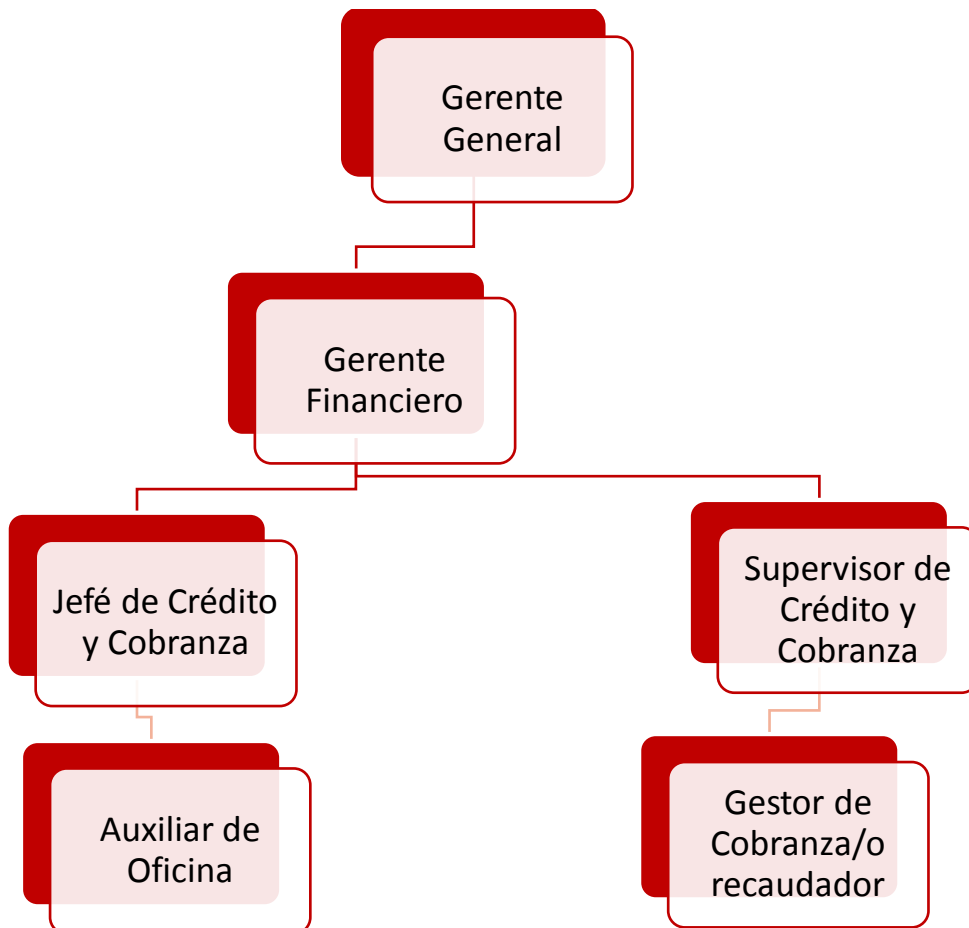 Gerente
General
Gerente
Financiero
Jefé de Crédito
y Cobranza
Supervisor de
Crédito y
Cobranza
Auxiliar de
Oficina
Gestor de
Cobranza/o
recaudador